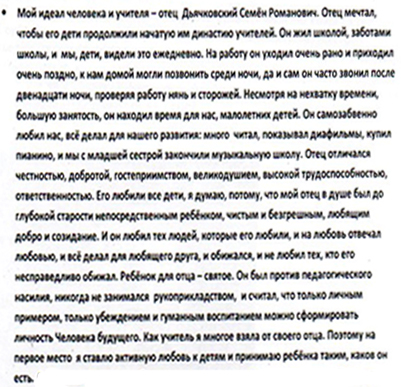 • Мой идеал человека и учителя – отец Дьячковский Семён Романович. Отец мечтал,
чтобы его дети продолжили начатую им династию учителей. Он жил школой, заботами
школы, и мы, дети, видели это ежедневно. На работу он уходил очень рано и приходил
очень поздно, к нам домой могли позвонить среди ночи, да и сам он часто звонил после
двенадцати ночи, проверяя работу нянь и сторожей. Несмотря на нехватку времени,
большую занятость, он находил время для нас, малолетних детей. Он самозабвенно
любил нас, всё делал для нашего развития: много читал, показывал диафильмы, купил
пианино, и мы с младшей сестрой закончили музыкальную школу. Отец отличался
честностью, добротой, гостеприимством, великодушием, высокой трудоспособностью,
ответственностью. Его любили все дети, я думаю, потому, что мой отец в душе был до
глубокой старости непосредственным ребёнком, чистым и безгрешным, любящим
добро и созидание. И он любил тех людей, которые его любили, и на любовь отвечал
любовью, и всё делал для любящего друга, и обижался, и не любил тех, кто его
несправедливо обижал. Ребёнок для отца – святое. Он был против педагогического
насилия, никогда не занимался рукоприкладством, и считал, что только личным
примером, только убеждением и гуманным воспитанием можно сформировать
личность Человека будущего. Как учитель я многое взяла от своего отца. Поэтому на
первое место я ставлю активную любовь к детям и принимаю ребёнка таким, каков он
есть.